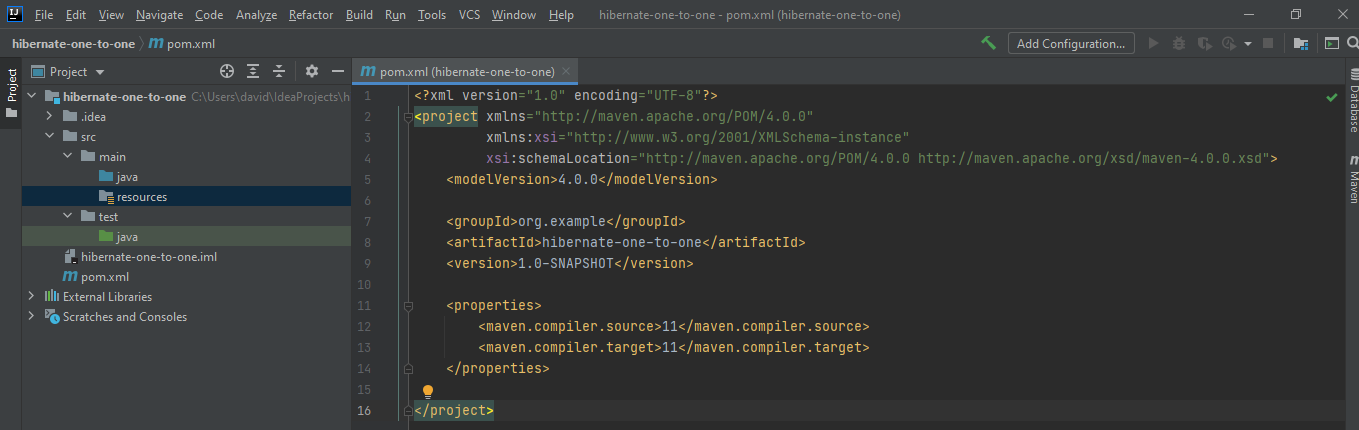 IJ File Edit View Navigate Code Analyze Refactor Build Run Tools VCS Window Help hibernate-one-to-one - pom.xml (hibernate-one-to-one)
hibernate-one-to-one m pom.xml Add Configuration...
Project
Project
m pom.xml (hibernate-one-to-one)
hibernate-one-to-one C:\Users\david\IdeaProjects\h
.idea
src
main
java
resources
test
java
hibernate-one-to-one.iml
m pom.xml
External Libraries
Scratches and Consoles
1 <?xml version="1.0" encoding="UTF-8"?>
2 <project xmlns="http://maven.apache.org/POM/4.0.0"
3 xmlns:xsi="http://www.w3.org/2001/XMLSchema-instance"
4 xsi:schemaLocation="http://maven.apache.org/POM/4.0.0 http://maven.apache.org/xsd/maven-4.0.0.xsd">
5 <modelVersion>4.0.0</modelVersion>
6
7 <groupId>org.example</groupId>
8 <artifactId>hibernate-one-to-one</artifactId>
9 <version>1.0-SNAPSHOT</version>
10
11 <properties>
12 <maven.compiler.source>11</maven.compiler.source>
13 <maven.compiler.target>11</maven.compiler.target>
14 </properties>
15
16 </project>
Database
m Maven